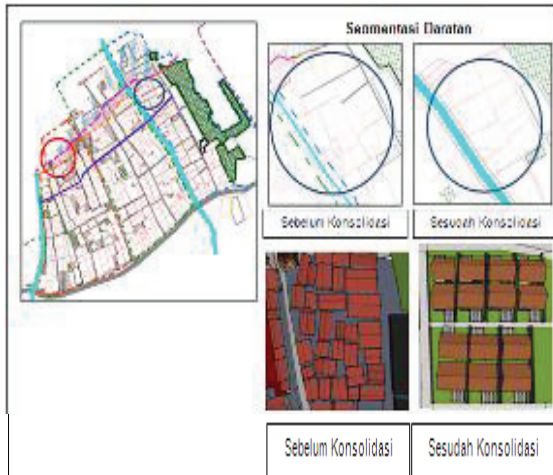 Segmentasi Daratan
Sebelum Konsolidasi
Sesudah Konsolidasi
Sebelum Konsolidasi
Sesudah Konsolidasi